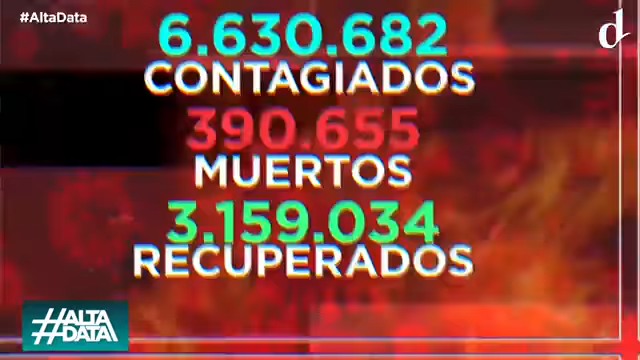 #AltaData
d
6.630.682
CONTAGIADOS
390.655
MUERTOS
3.159.034
RECUPERADOS
#ALTA
DATA